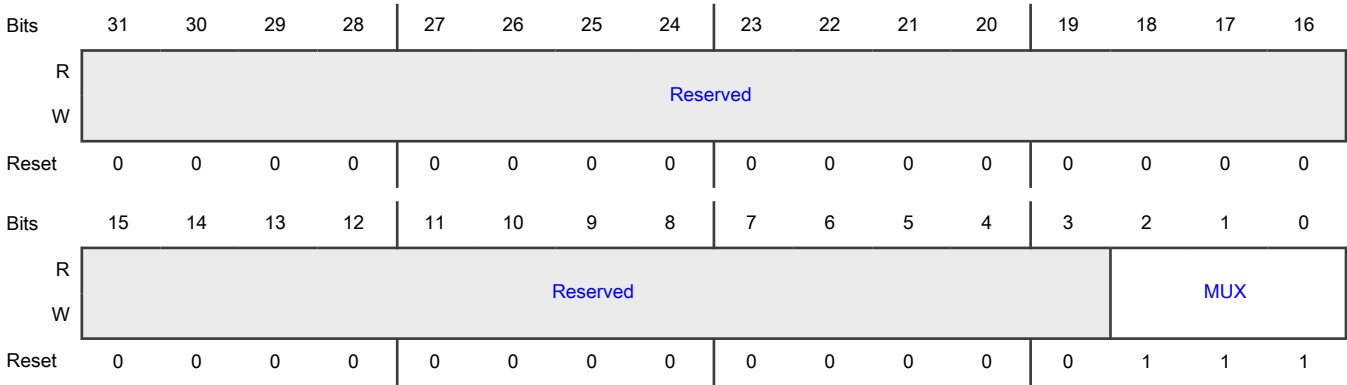 Bits 31 30 29 28 27 26 25 24 23 22 21 20 19 18 17 16
R
Reserved
W
Reset 0 0 0 0 0 0 0 0 0 0 0 0 0 0 0 0
Bits 15 14 13 12 11 10 9 8 7 6 5 4 3 2 1 0
R
Reserved MUX
W
Reset 0 0 0 0 0 0 0 0 0 0 0 0 0 1 1 1